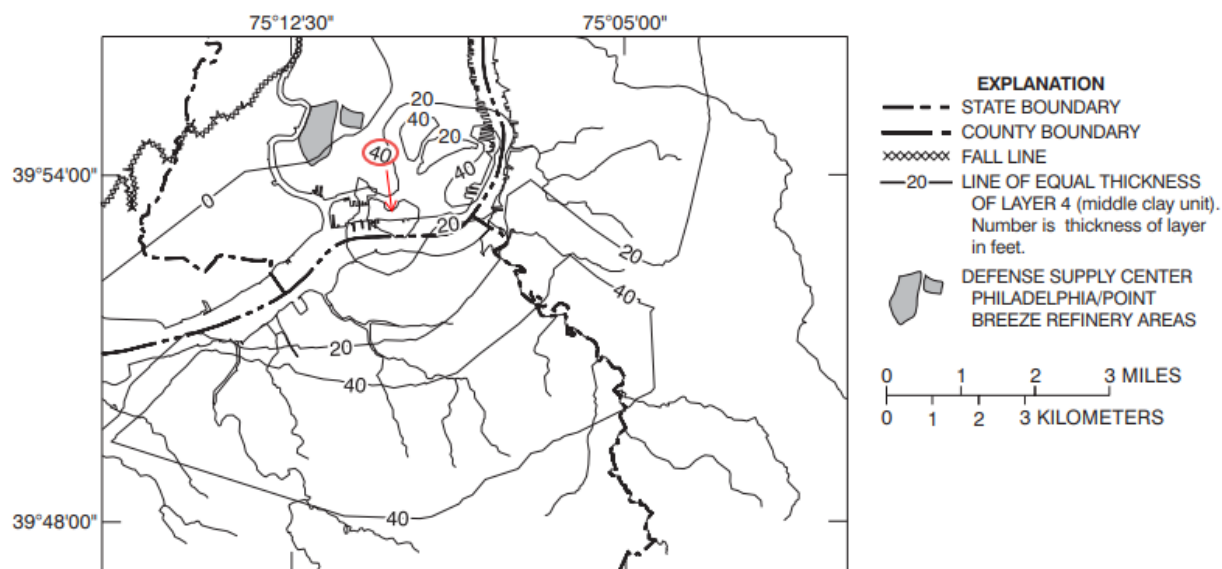 75°12'30"
75°05'00"
20
40
20
40
40
39°54'00"
0
20
20
40
20
40
40
39°48'00"
EXPLANATION
STATE BOUNDARY
COUNTY BOUNDARY
FALL LINE
20
LINE OF EQUAL THICKNESS
OF LAYER 4 (middle clay unit).
Number is thickness of layer
in feet.
DEFENSE SUPPLY CENTER
PHILADELPHIA/POINT
BREEZE REFINERY AREAS
0 1 2 3 MILES
0 1 2 3 KILOMETERS